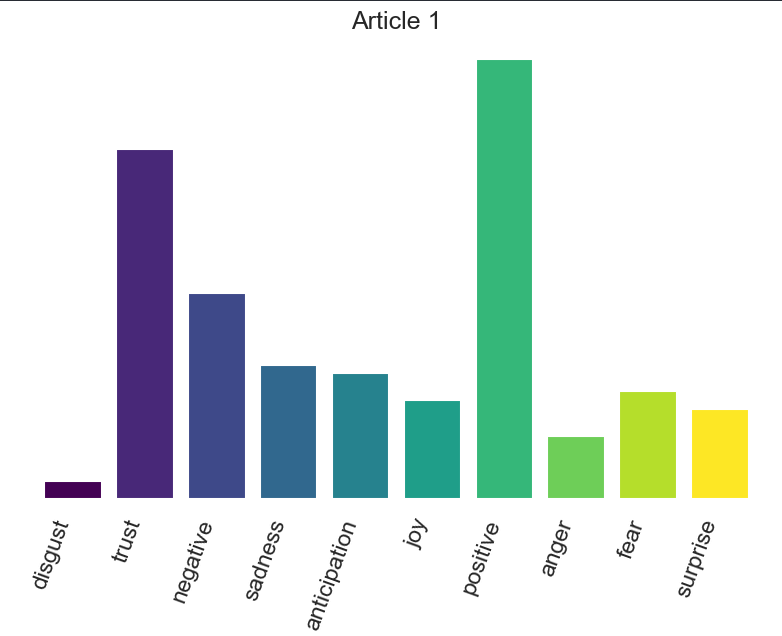 Article 1
disgust
trust
negative
sadness
anticipation
joy
positive
anger
fear
surprise